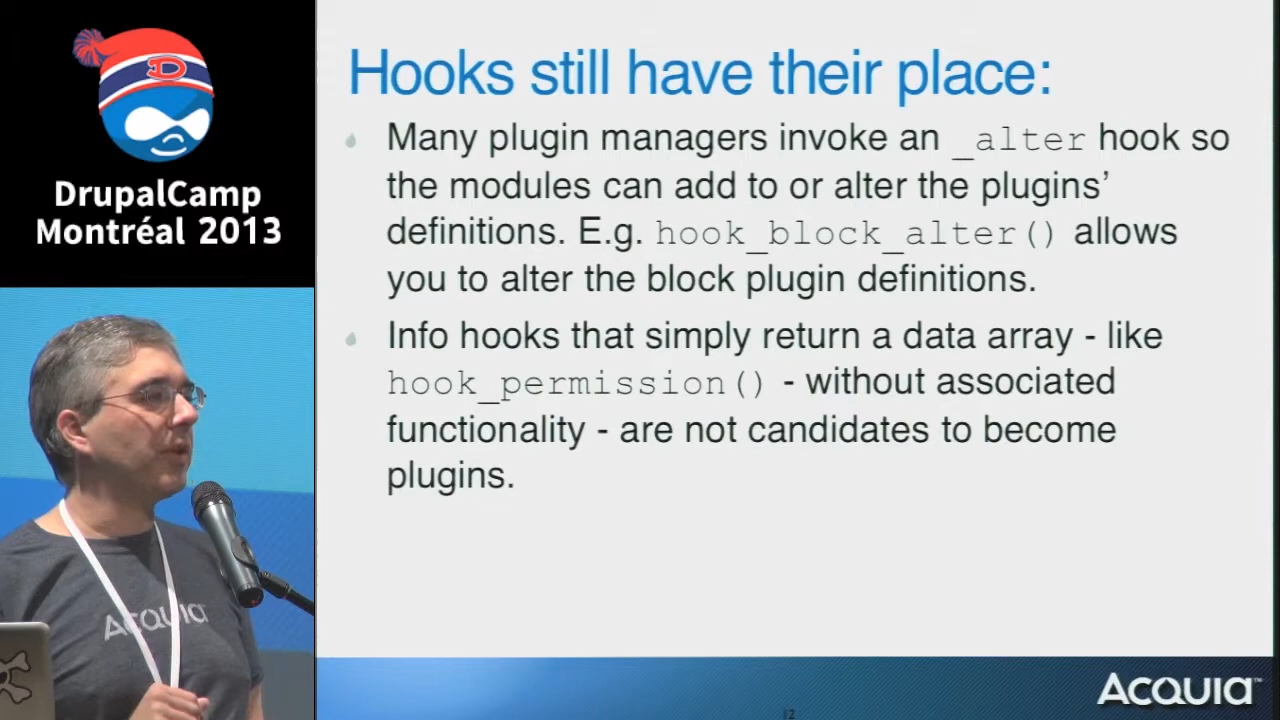 D
DrupalCamp
Montréal 2013
Hooks still have their place:
Many plugin managers invoke an _alter hook so
the modules can add to or alter the plugins’
definitions. E.g. hook_block_alter() allows
you to alter the block plugin definitions.
Info hooks that simply return a data array - like
hook_permission() - without associated
functionality - are not candidates to become
plugins.
ACQUIA
ACQUIA™
12